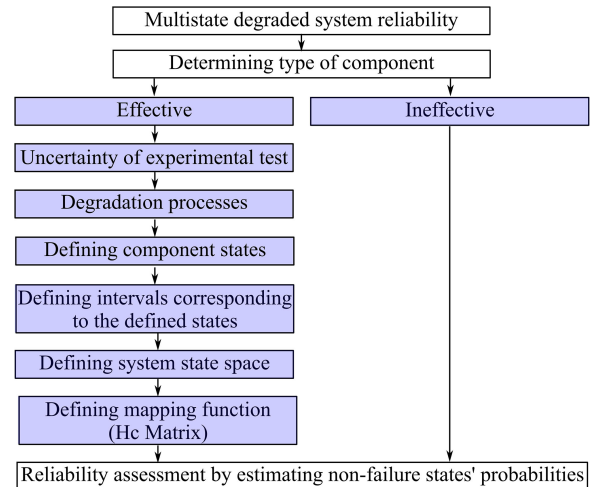 Multistate degraded system reliability
Determining type of component
Effective
Ineffective
Uncertainty of experimental test
Degradation processes
Defining component states
Defining intervals corresponding
to the defined states
Defining system state space
Defining mapping function
(Hc Matrix)
Reliability assessment by estimating non-failure states' probabilities